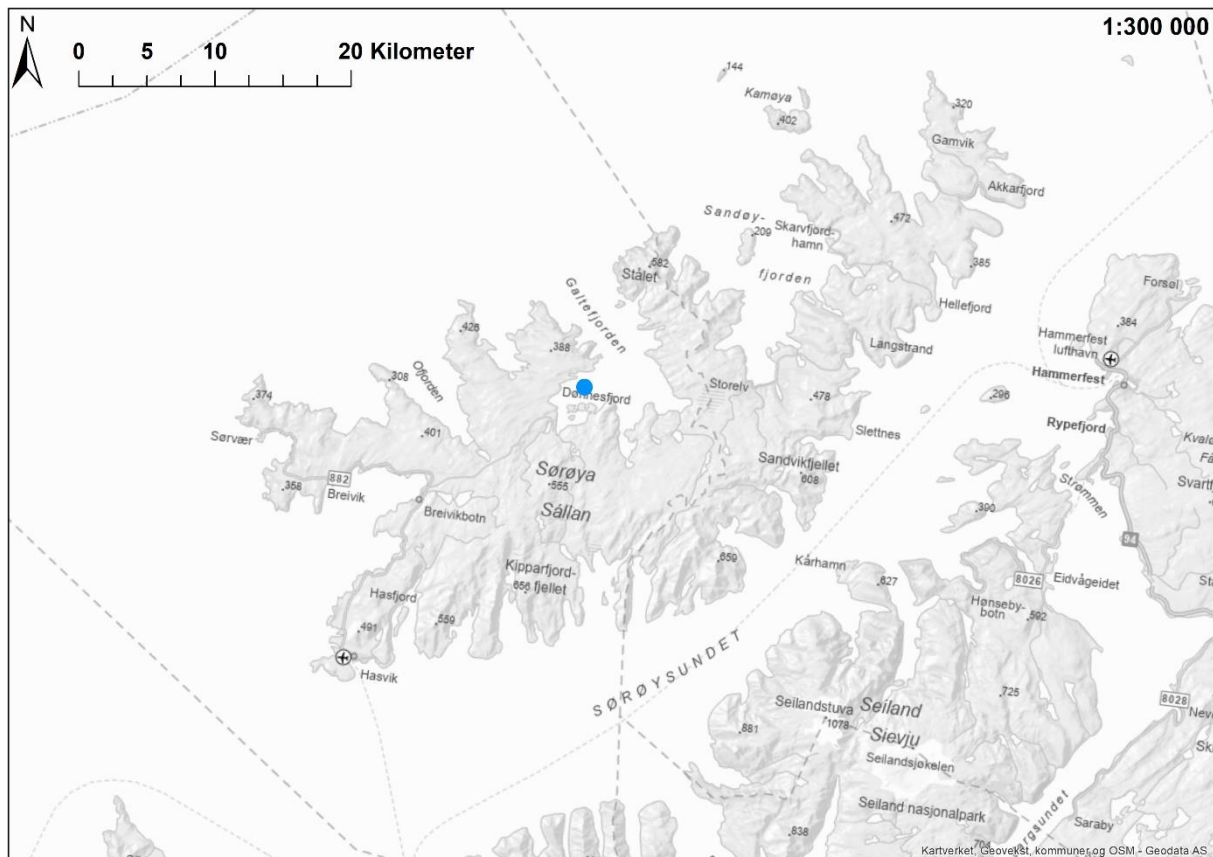 N
0 5 10 20 Kilometer
1:300 000
144
Kamøya
402
320
Gamvik
Akkarfjord
Sandøy-
209
Skarvfjord-
hamn
472
fjorden
385
582
Stålet
Galtefjorden
Hellefjord
Forsøl
384
Hammerfest
lufthavn
Hammerfest
426
388
Langstrand
308
Ofjorden
Dønnesfjord
Storelv
478
296
374
Sørvær
401
Slettnes
Rypefjord
Sandvikfjellet
608
Sørøya
555
Sállan
882
358
Breivik
Breivikbotn
390
Strømmen
Svartf
94
Kipparfjord-
fjellet
656
659
Kårhamn
627
8026
Eidvågeidet
Hønseby-
botn
592
Hasfjord
559
491
Hasvik
SØRØYSUNDET
725
8028
Seilandstuva
1078
Seiland
Sievju
881
Seilandsjøkelen
Seiland nasjonalpark
838
704
Saraby
rgsundet
Kartverket, Geovekst, kommuner og OSM - Geodata AS